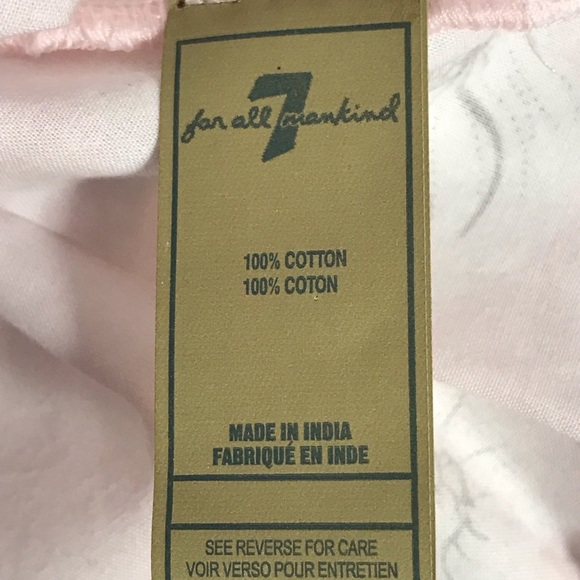 7
for all mankind
100% COTTON
100% COTON
MADE IN INDIA
FABRIQUÉ EN INDE
SEE REVERSE FOR CARE
VOIR VERSO POUR ENTRETIEN